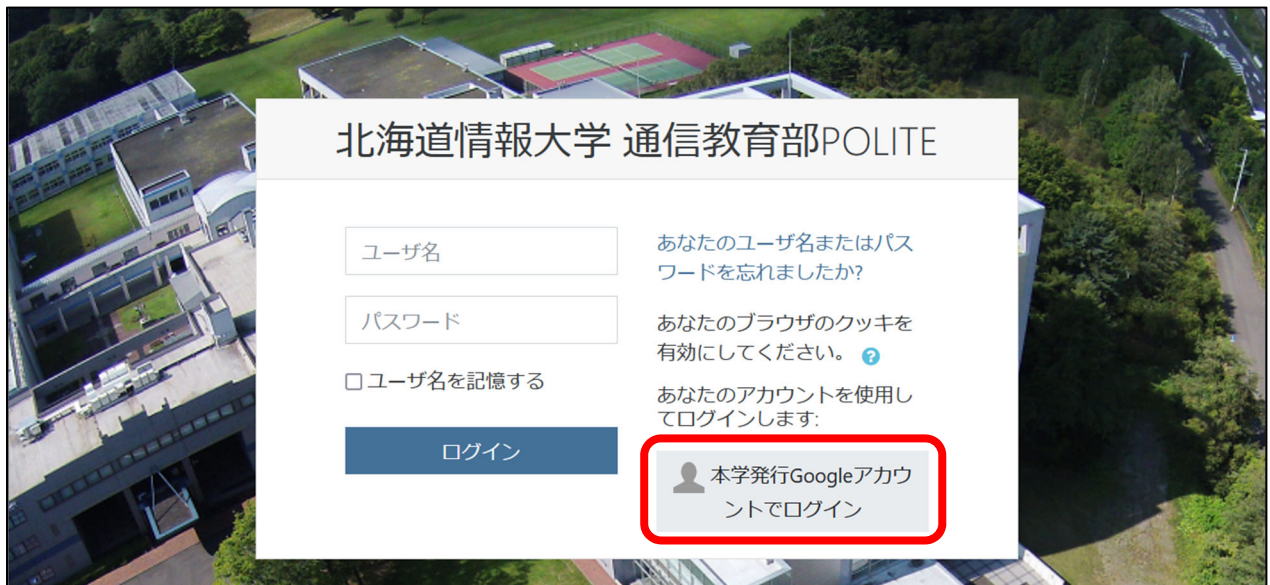 北海道情報大学 通信教育部POLITE
ユーザ名
パスワード
ユーザ名を記憶する
ログイン
あなたのユーザ名またはパス
ワードを忘れましたか?
あなたのブラウザのクッキを
有効にしてください。 ?
あなたのアカウントを使用し
てログインします:
本学発行Googleアカウ
ントでログイン